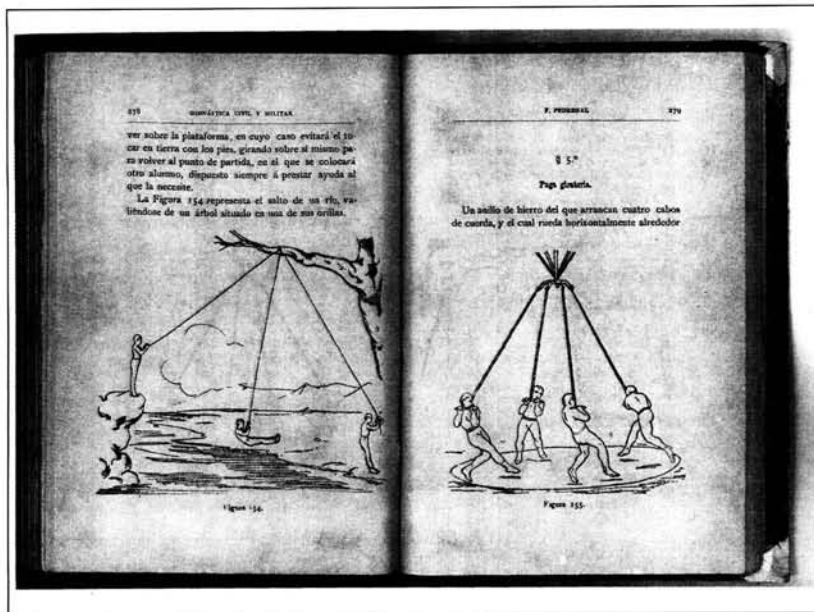 278 GIMNÁSTICA CIVIL Y MILITAR
ver sobre la plataforma, en cuyo caso evitará el to-
car en tierra con los pies, girando sobre sí mismo pa-
ra volver al punto de partida, en el que se colocará
otro alumno, dispuesto siempre á prestar ayuda al
que la necesite.
La Figura 154 representa el salto de un río, va-
liéndose de un árbol situado en una de sus orillas.
Figura 154.
F. PEDREGAL 279
§ 5.º
Paga giratoria.
Un anillo de hierro del que arrancan cuatro cabos
de cuerda, y el cual rueda horizontalmente alrededor
Figura 155.